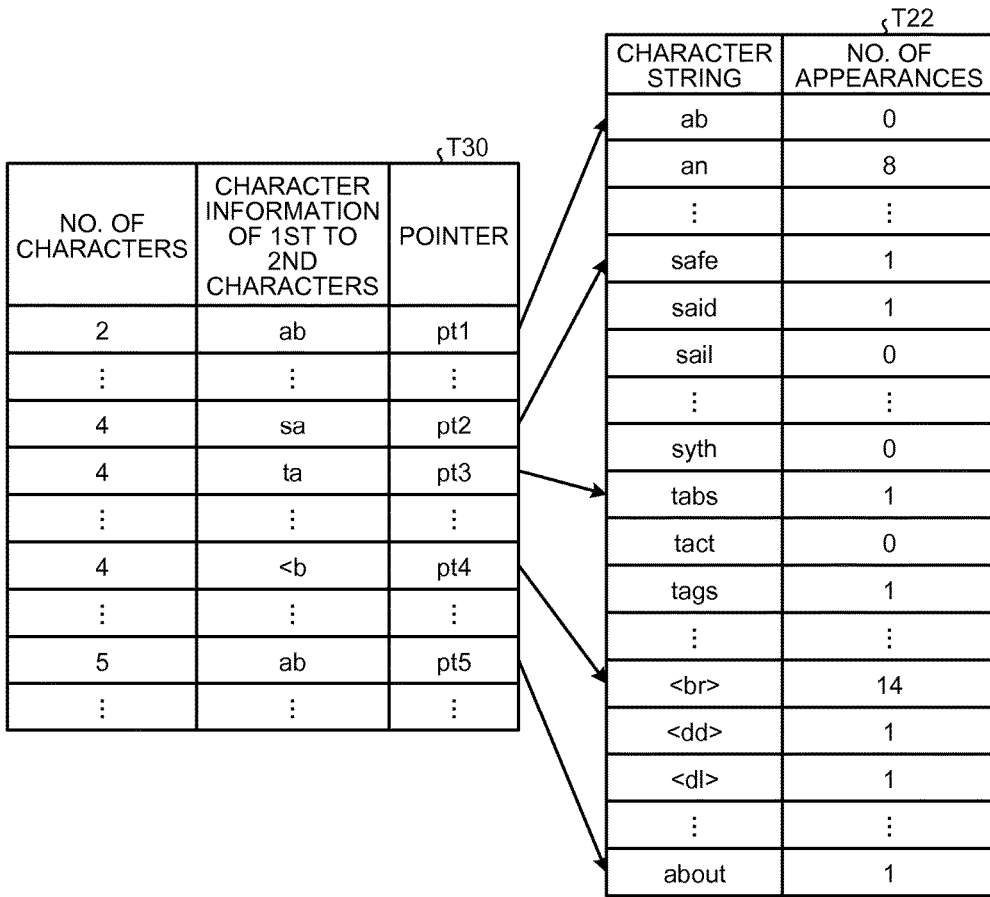 T30
NO. OF
CHARACTERS
CHARACTER
INFORMATION
OF 1ST TO
2ND
CHARACTERS
POINTER
2 ab pt1
⋮ ⋮ ⋮
4 sa pt2
4 ta pt3
⋮ ⋮ ⋮
4 <b pt4
⋮ ⋮ ⋮
5 ab pt5
⋮ ⋮ ⋮
T22
CHARACTER
STRING
NO. OF
APPEARANCES
ab 0
an 8
⋮ ⋮
safe 1
said 1
sail 0
⋮ ⋮
syth 0
tabs 1
tact 0
tags 1
⋮ ⋮
<br> 14
<dd> 1
<dl> 1
⋮ ⋮
about 1